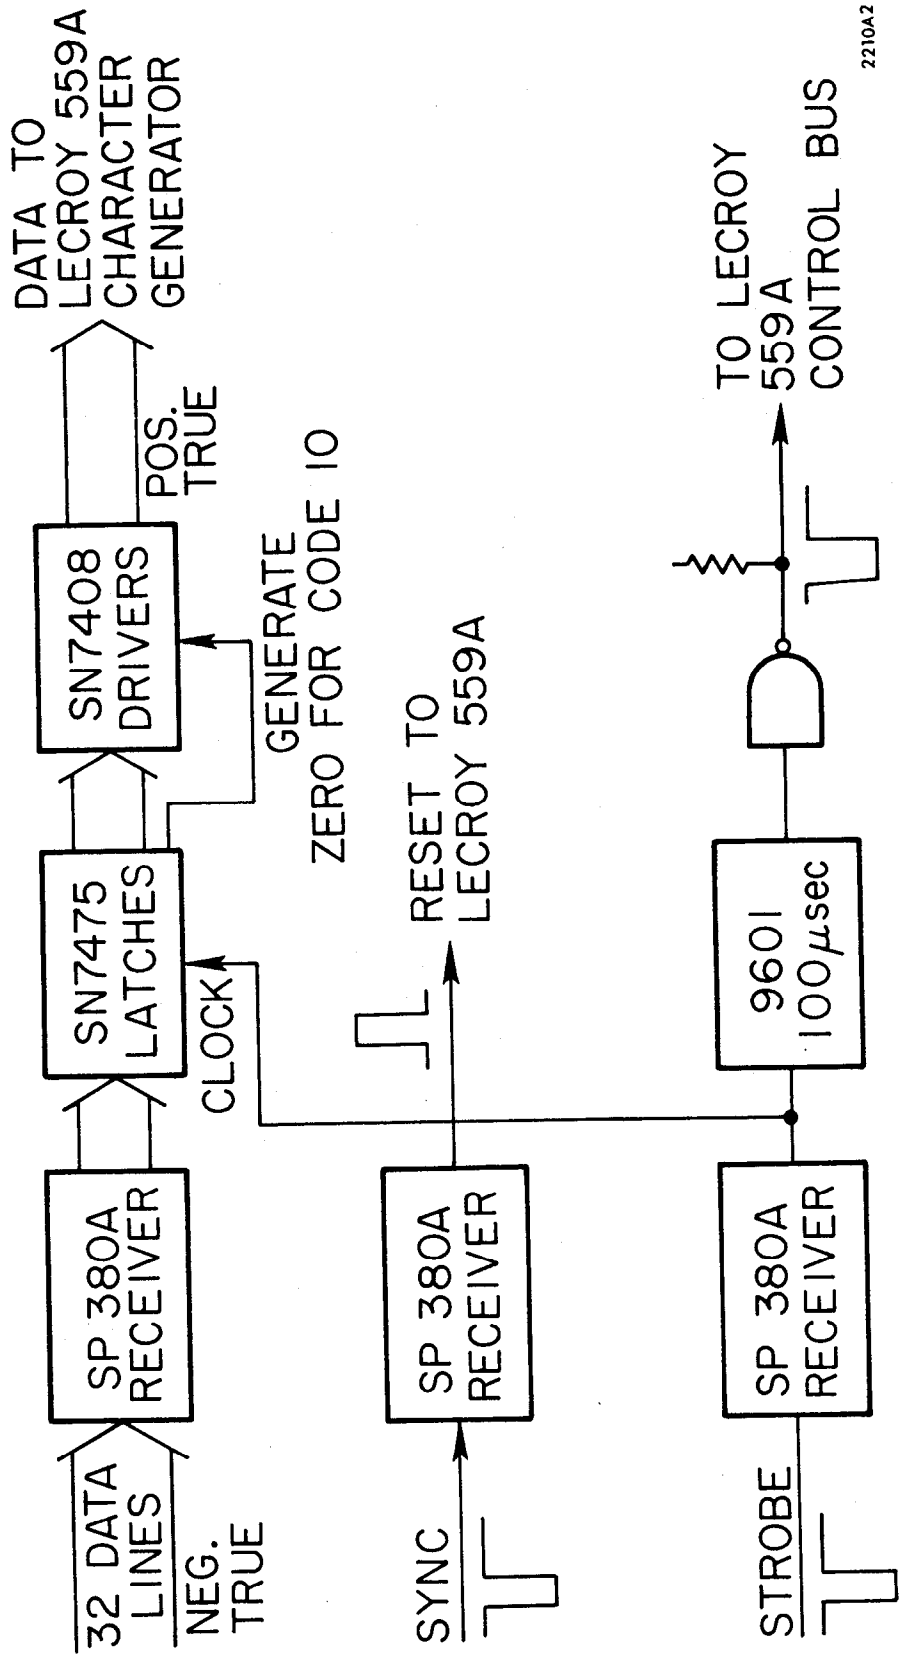 32 DATA
LINES
NEG.
TRUE
SP 380A
RECEIVER
SN7475
LATCHES
CLOCK
SN7408
DRIVERS
POS.
TRUE
DATA TO
LECROY 559A
CHARACTER
GENERATOR
GENERATE
ZERO FOR CODE 10
SYNC
SP 380A
RECEIVER
RESET TO
LECROY 559A
STROBE
SP 380A
RECEIVER
9601
100μsec
TO LECROY
559A
CONTROL BUS
2210A2